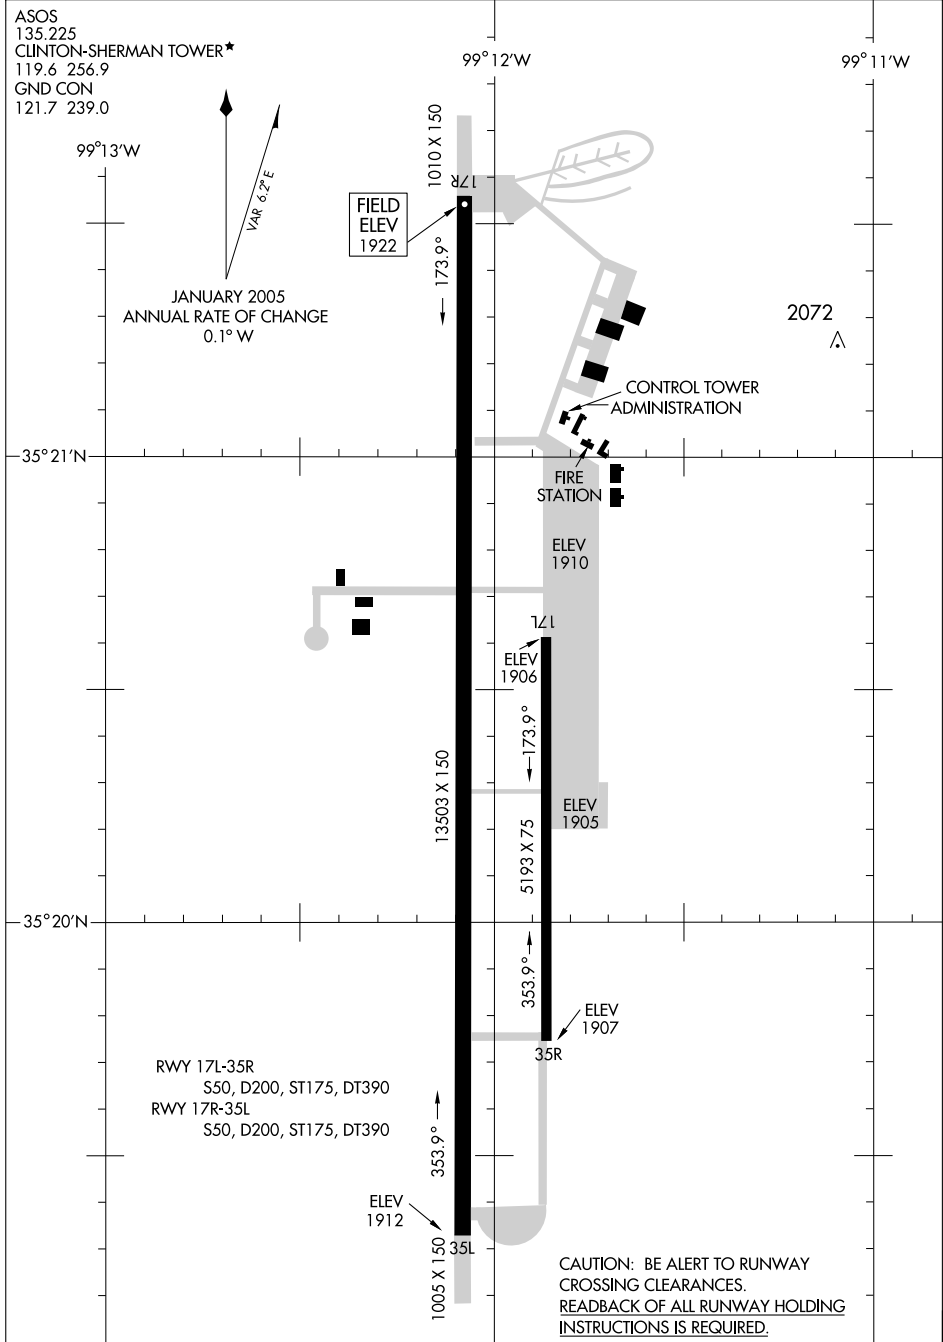 ASOS
135.225
CLINTON-SHERMAN TOWER★
119.6 256.9
GND CON
121.7 239.0
99°13'W
99°12'W
99°11'W
VAR 6.2° E
JANUARY 2005
ANNUAL RATE OF CHANGE
0.1° W
1010 X 150
17R
FIELD
ELEV
1922
173.9°
2072
CONTROL TOWER
ADMINISTRATION
35°21'N
FIRE
STATION
ELEV
1910
17L
ELEV
1906
173.9°
13503 X 150
ELEV
1905
5193 X 75
35°20'N
353.9°
ELEV
1907
35R
RWY 17L-35R
S50, D200, ST175, DT390
RWY 17R-35L
S50, D200, ST175, DT390
353.9°
ELEV
1912
35L
1005 X 150
CAUTION: BE ALERT TO RUNWAY
CROSSING CLEARANCES.
READBACK OF ALL RUNWAY HOLDING
INSTRUCTIONS IS REQUIRED.